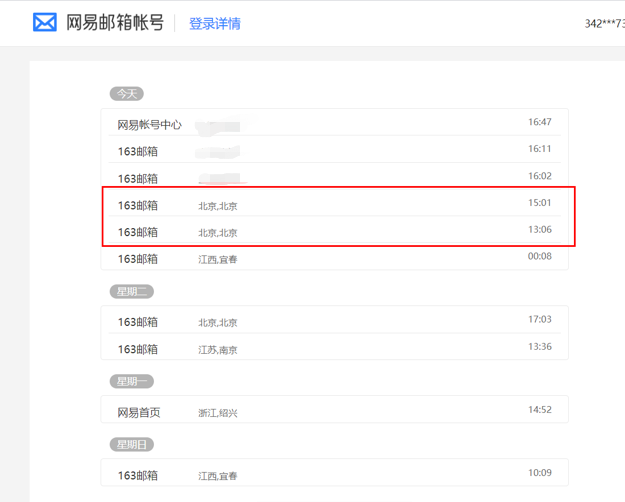 网易邮箱帐号 登录详情 342***73
今天
网易帐号中心 16:47
163邮箱 16:11
163邮箱 16:02
163邮箱 北京,北京 15:01
163邮箱 北京,北京 13:06
163邮箱 江西,宜春 00:08
星期二
163邮箱 北京,北京 17:03
163邮箱 江苏,南京 13:36
星期一
网易首页 浙江,绍兴 14:52
星期日
163邮箱 江西,宜春 10:09